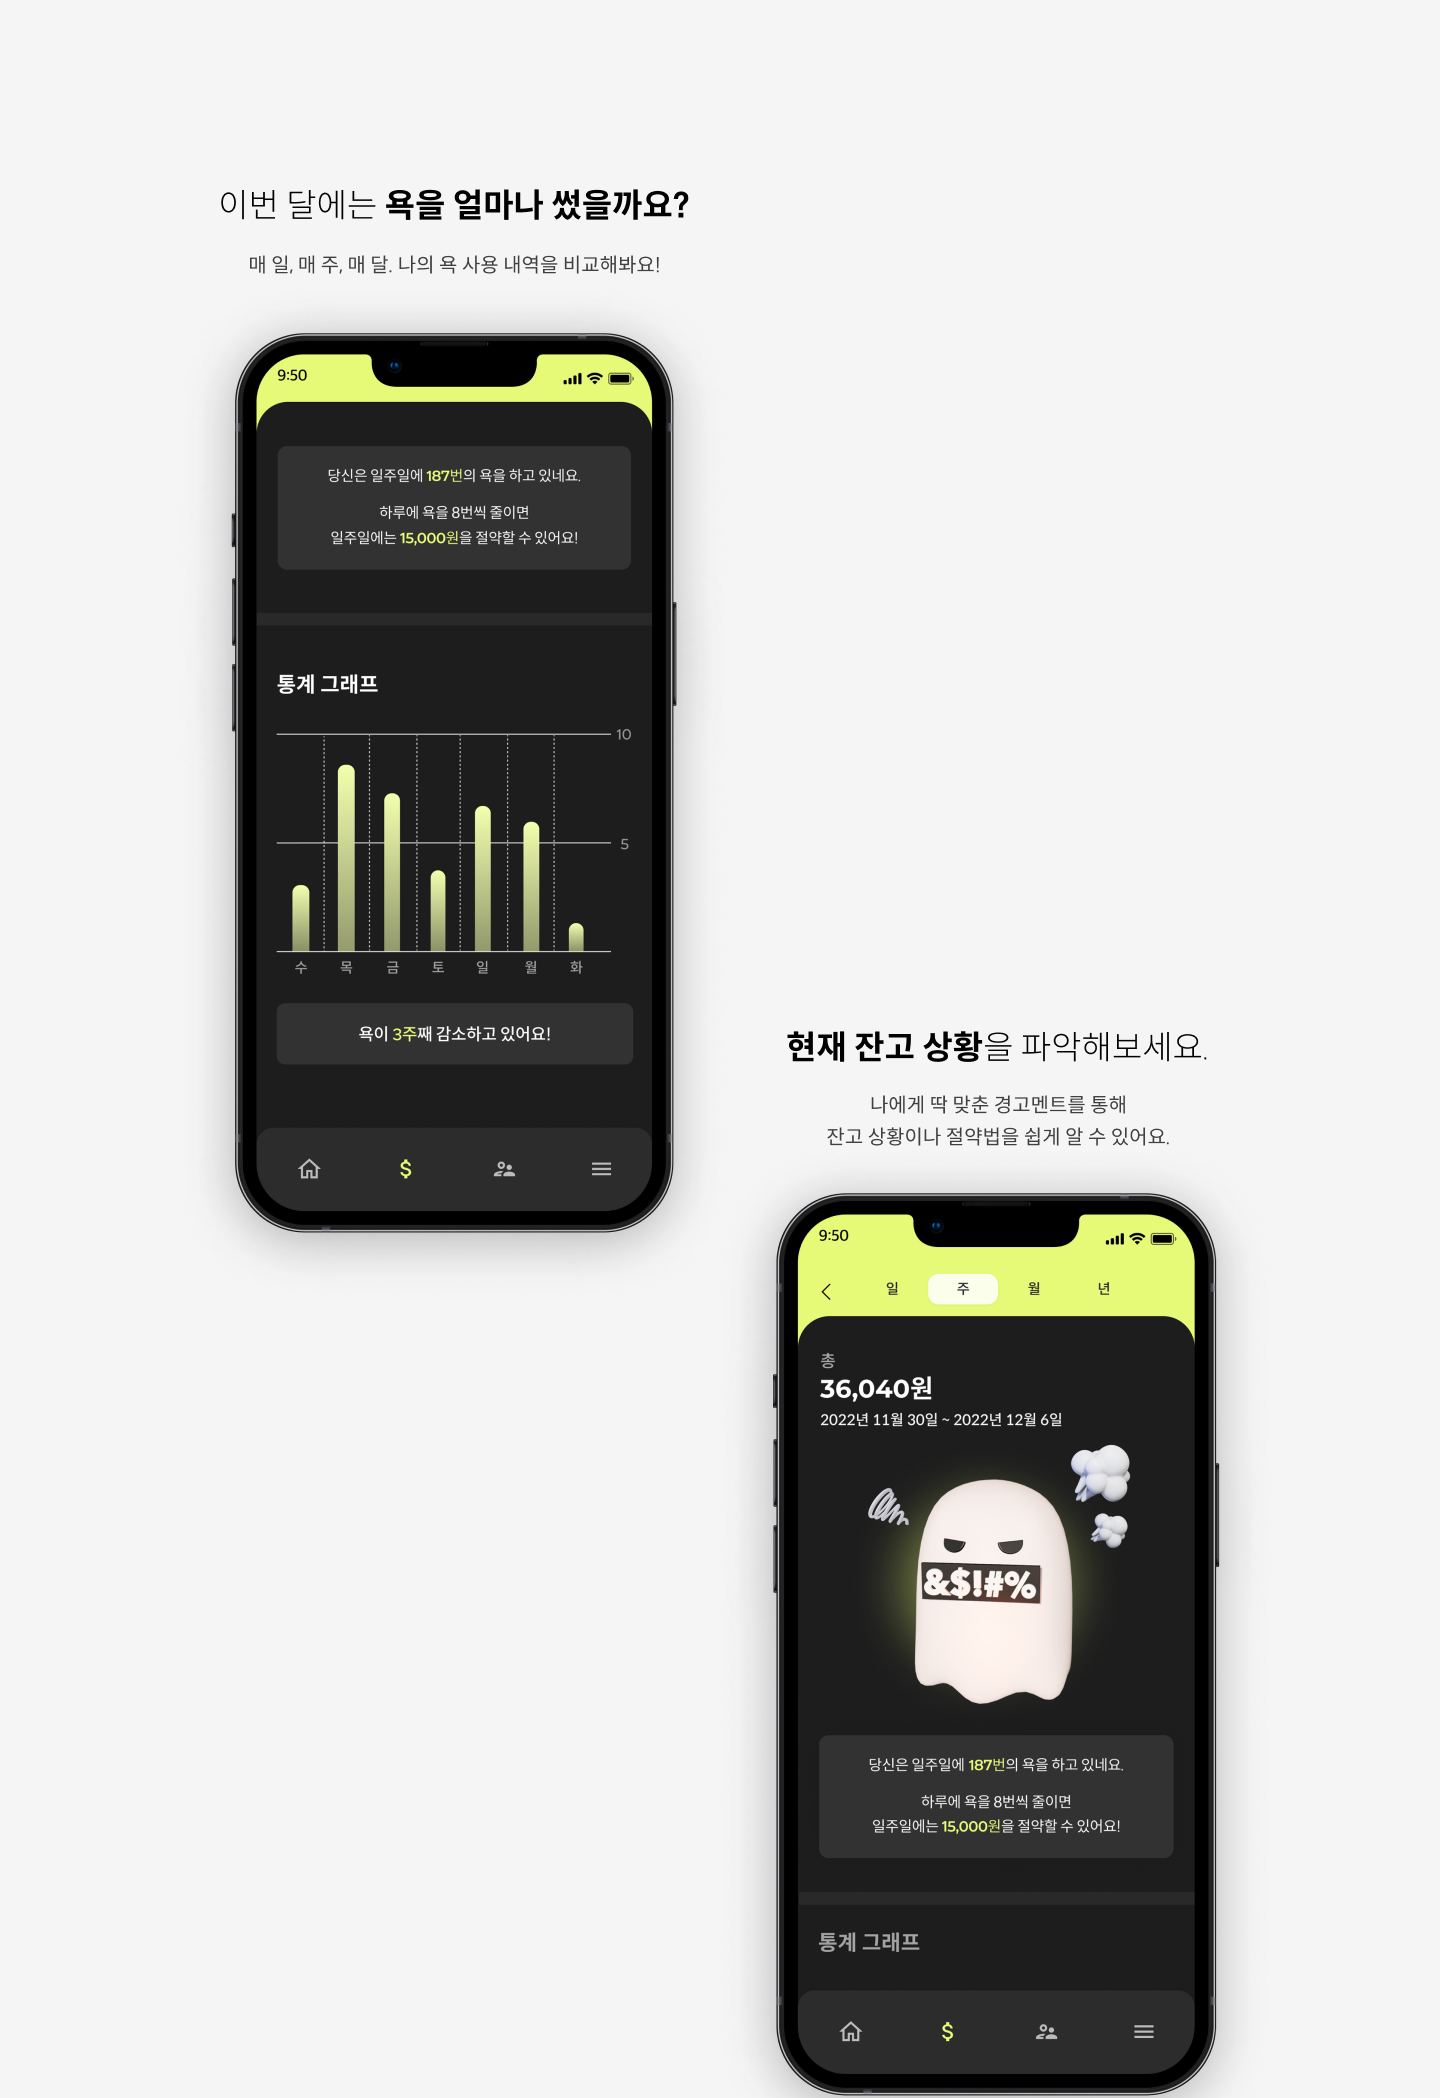 이번 달에는 욕을 얼마나 썼을까요?
매 일, 매 주, 매 달. 나의 욕 사용 내역을 비교해봐요!
9:50
당신은 일주일에 187번의 욕을 하고 있네요.
하루에 욕을 8번씩 줄이면
일주일에는 15,000원을 절약할 수 있어요!
통계 그래프
10
5
수 목 금 토 일 월 화
욕이 3주째 감소하고 있어요!
$
현재 잔고 상황을 파악해보세요.
나에게 딱 맞춘 경고멘트를 통해
잔고 상황이나 절약법을 쉽게 알 수 있어요.
9:50
일 주 월 년
총
36,040원
2022년 11월 30일 ~ 2022년 12월 6일
&$!#%
당신은 일주일에 187번의 욕을 하고 있네요.
하루에 욕을 8번씩 줄이면
일주일에는 15,000원을 절약할 수 있어요!
통계 그래프
$